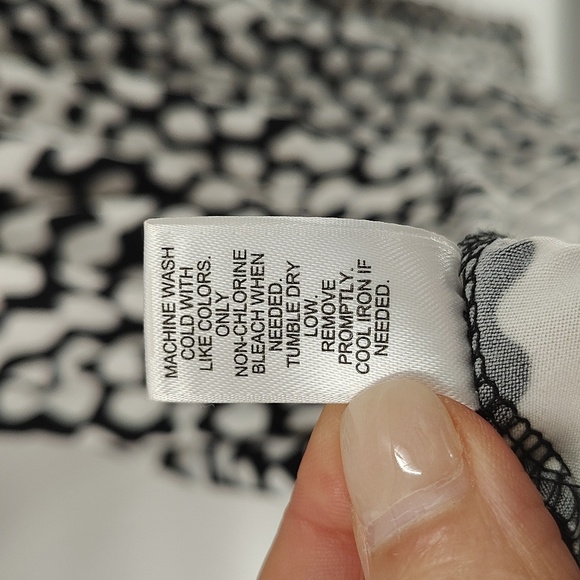 MACHINE WASH
COLD WITH
LIKE COLORS.
ONLY
NON-CHLORINE
BLEACH WHEN
NEEDED.
TUMBLE DRY
LOW.
REMOVE
PROMPTLY.
COOL IRON IF
NEEDED.